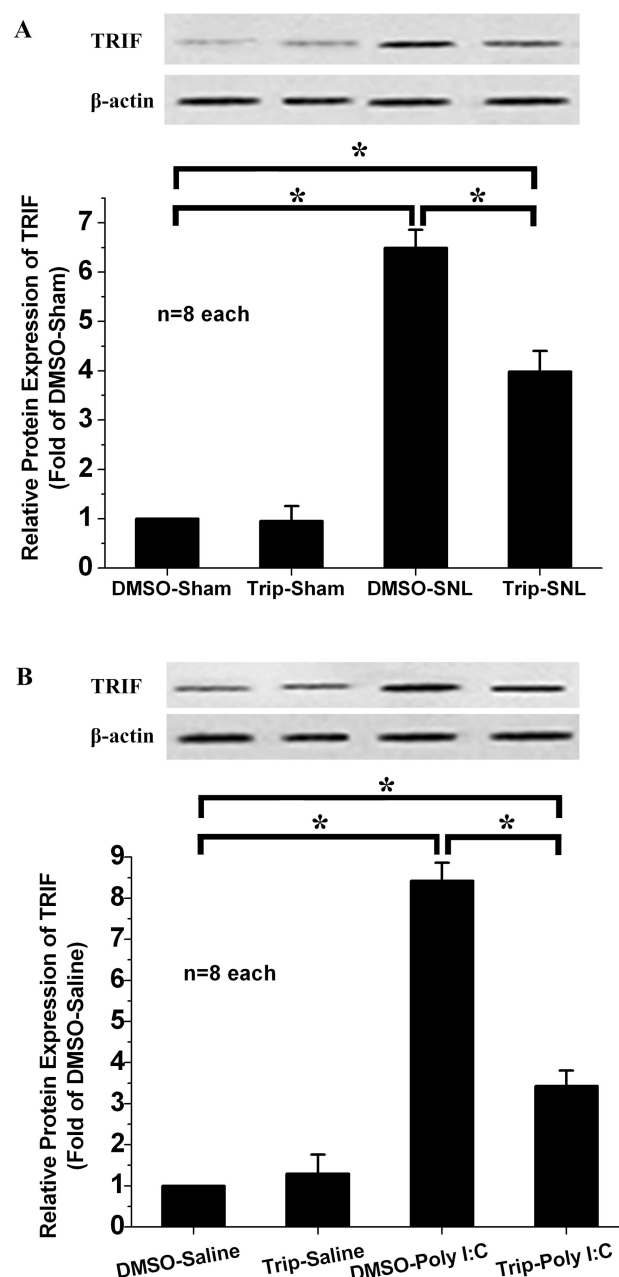 A
TRIF
β-actin
*
*
*
Relative Protein Expression of TRIF
(Fold of DMSO-Sham)
7
6
5
4
3
2
1
0
n=8 each
DMSO-Sham Trip-Sham DMSO-SNL Trip-SNL
B
TRIF
β-actin
*
*
*
Relative Protein Expression of TRIF
(Fold of DMSO-Saline)
9
8
7
6
5
4
3
2
1
0
n=8 each
DMSO-Saline Trip-Saline DMSO-Poly I:C Trip-Poly I:C